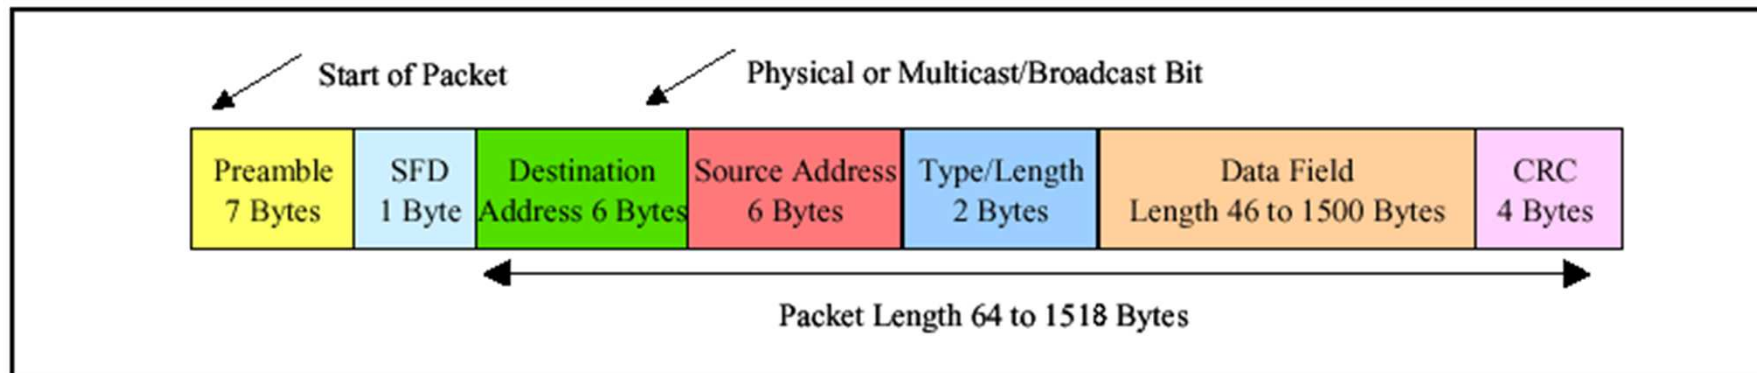 Start of Packet
Physical or Multicast/Broadcast Bit
Preamble
7 Bytes
SFD
1 Byte
Destination
Address 6 Bytes
Source Address
6 Bytes
Type/Length
2 Bytes
Data Field
Length 46 to 1500 Bytes
CRC
4 Bytes
Packet Length 64 to 1518 Bytes